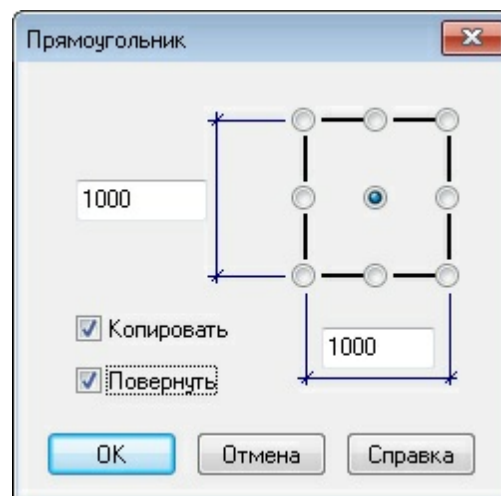 Прямоугольник
1000
Копировать
1000
Повернуть
OK
Отмена
Справка